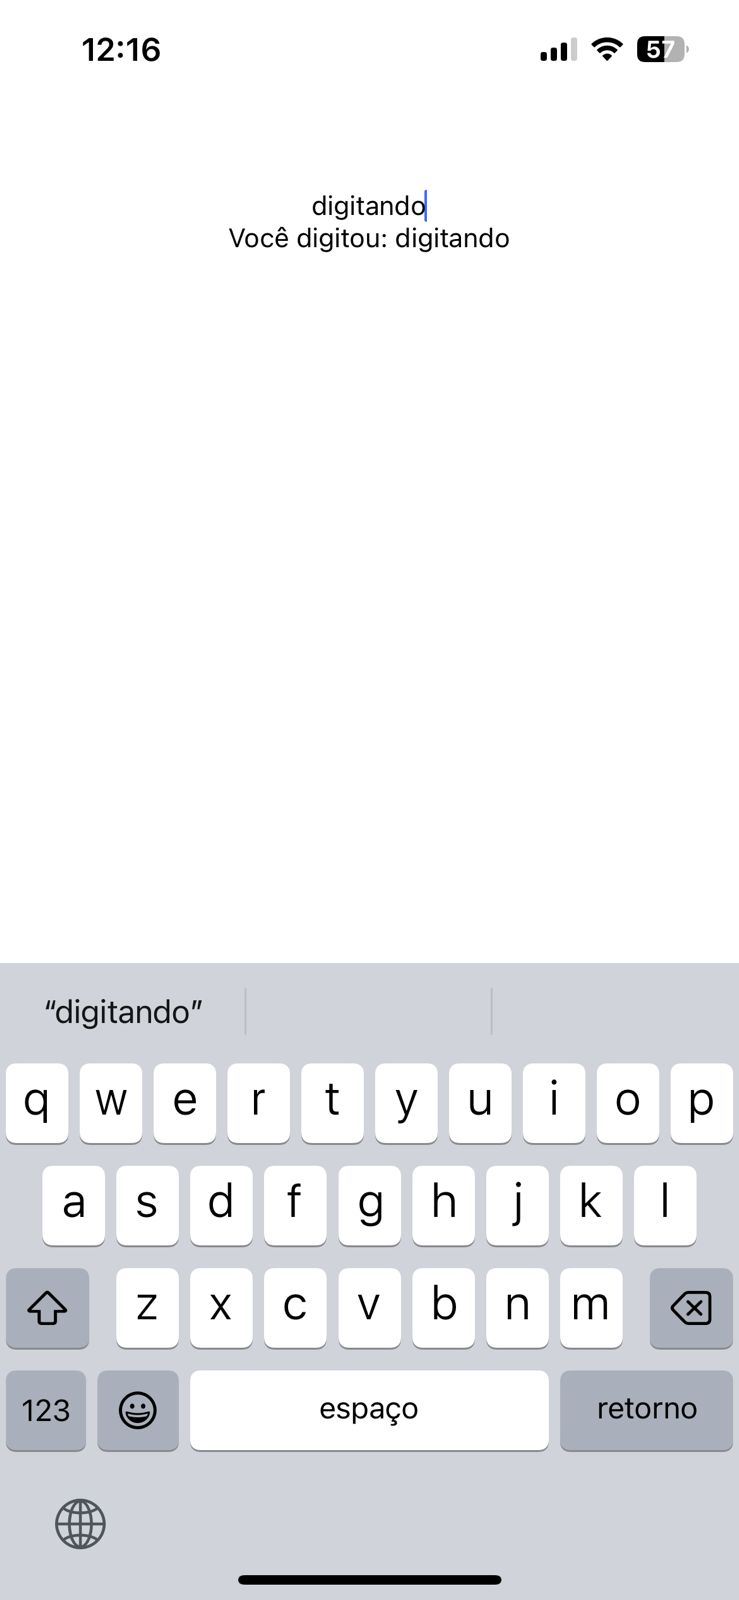 12:16
57
digitando
Você digitou: digitando
“digitando”
q w e r t y u i o p
a s d f g h j k l
z x c v b n m
123 espaço retorno